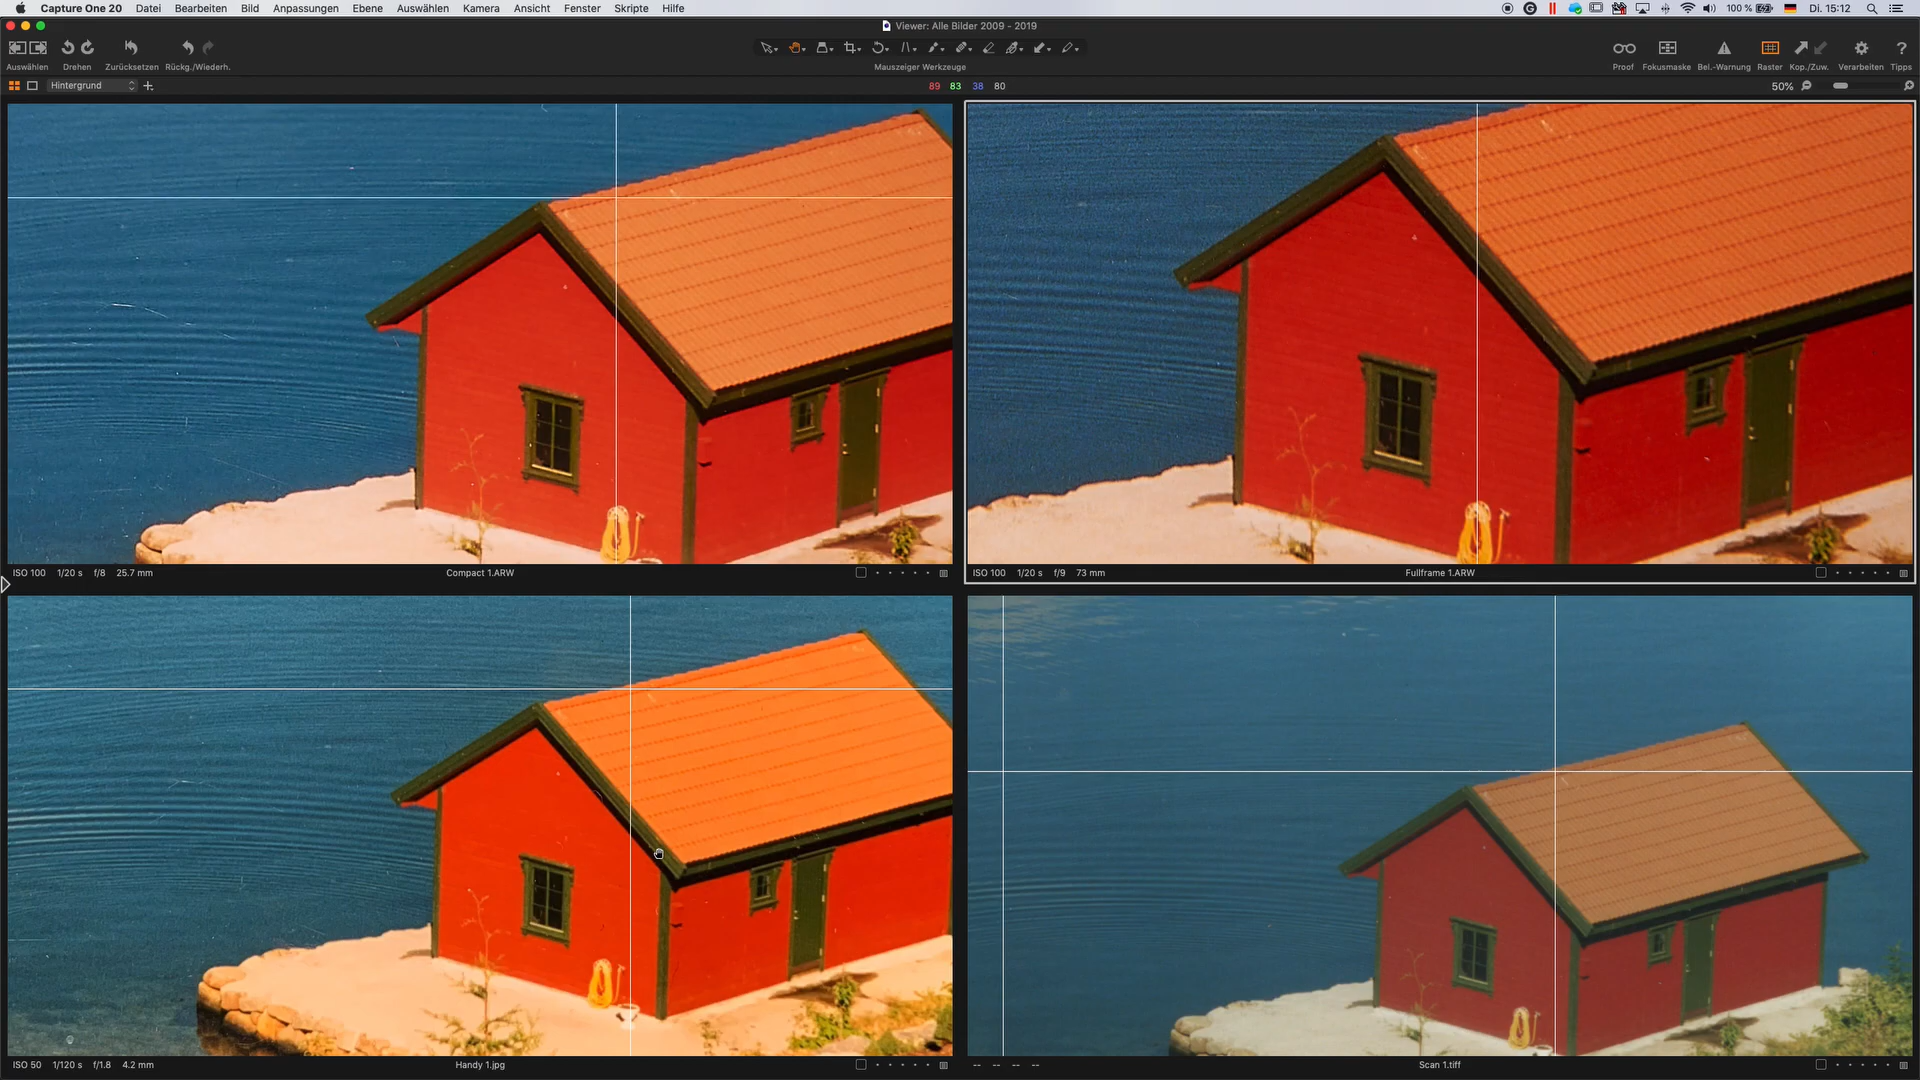 Capture One 20 Datei Bearbeiten Bild Anpassungen Ebene Auswählen Kamera Ansicht Fenster Skripte Hilfe 100 % Di. 15:12
Viewer: Alle Bilder 2009 - 2019
Auswählen Drehen Zurücksetzen Rückg./Wiederh. Mauszeiger Werkzeuge Proof Fokusmaske Bel.-Warnung Raster Kop./Zuw. Verarbeiten Tipps
Hintergrund 89 83 38 80 50%
ISO 100 1/20 s f/8 25.7 mm Compact 1.ARW
ISO 100 1/20 s f/9 73 mm Fullframe 1.ARW
ISO 50 1/120 s f/1.8 4.2 mm Handy 1.jpg
-- -- -- -- Scan 1.tiff